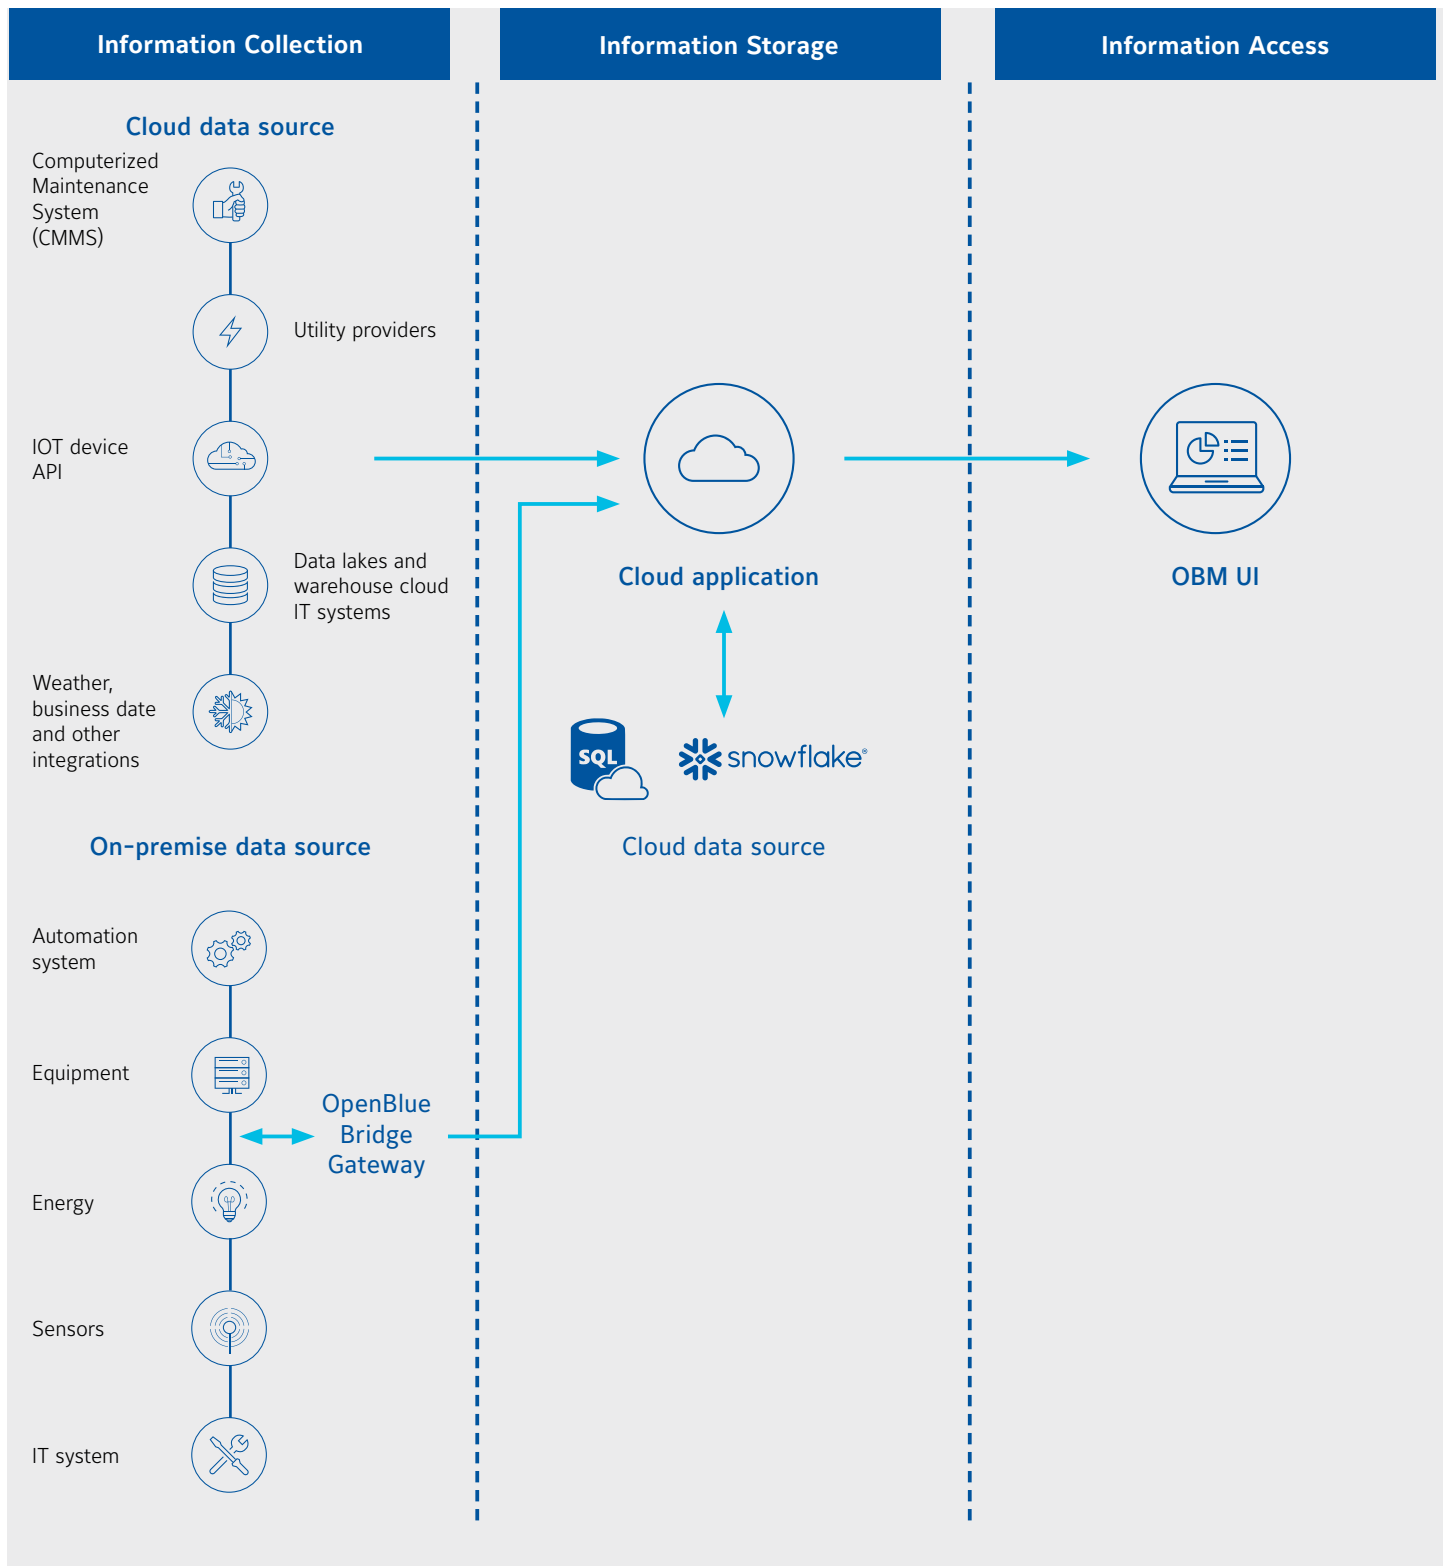 Information Collection
Information Storage
Information Access
Cloud data source
Computerized
Maintenance
System
(CMMS)
Utility providers
IOT device
API
Data lakes and
warehouse cloud
IT systems
Weather,
business date
and other
integrations
On-premise data source
Automation
system
Equipment
OpenBlue
Bridge
Gateway
Energy
Sensors
IT system
Cloud application
SQL
snowflake®
Cloud data source
OBM UI